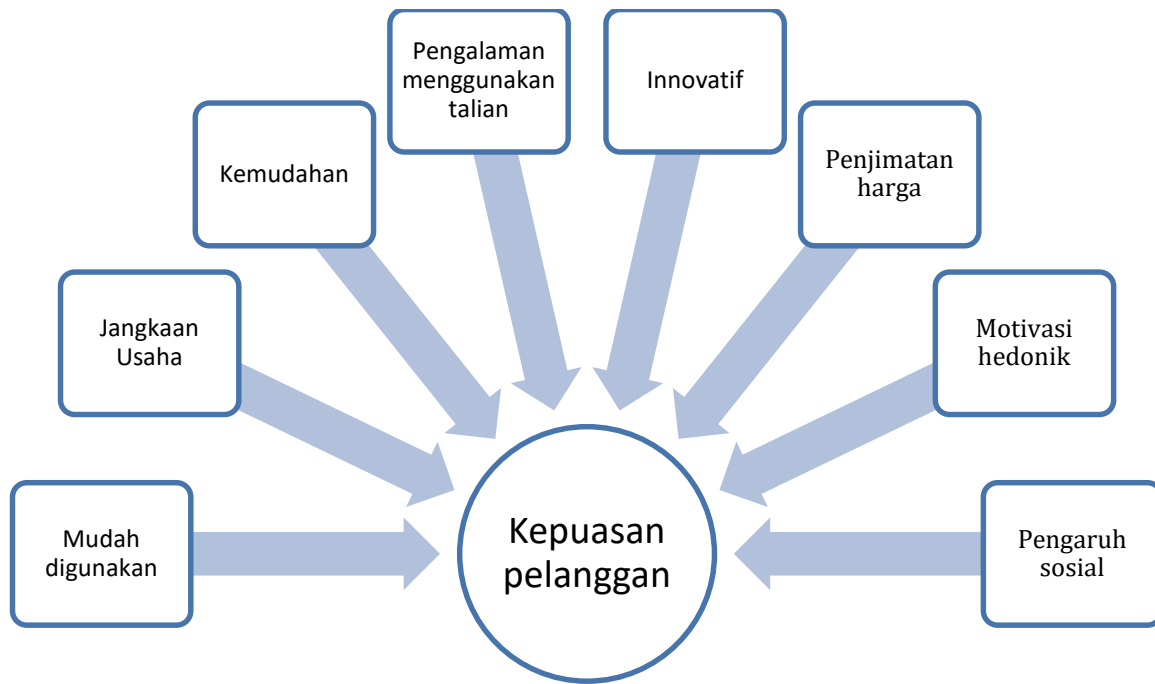 Pengalaman
menggunakan
talian
Innovatif
Kemudahan
Penjimatan
harga
Jangkaan
Usaha
Motivasi
hedonik
Mudah
digunakan
Kepuasan
pelanggan
Pengaruh
sosial